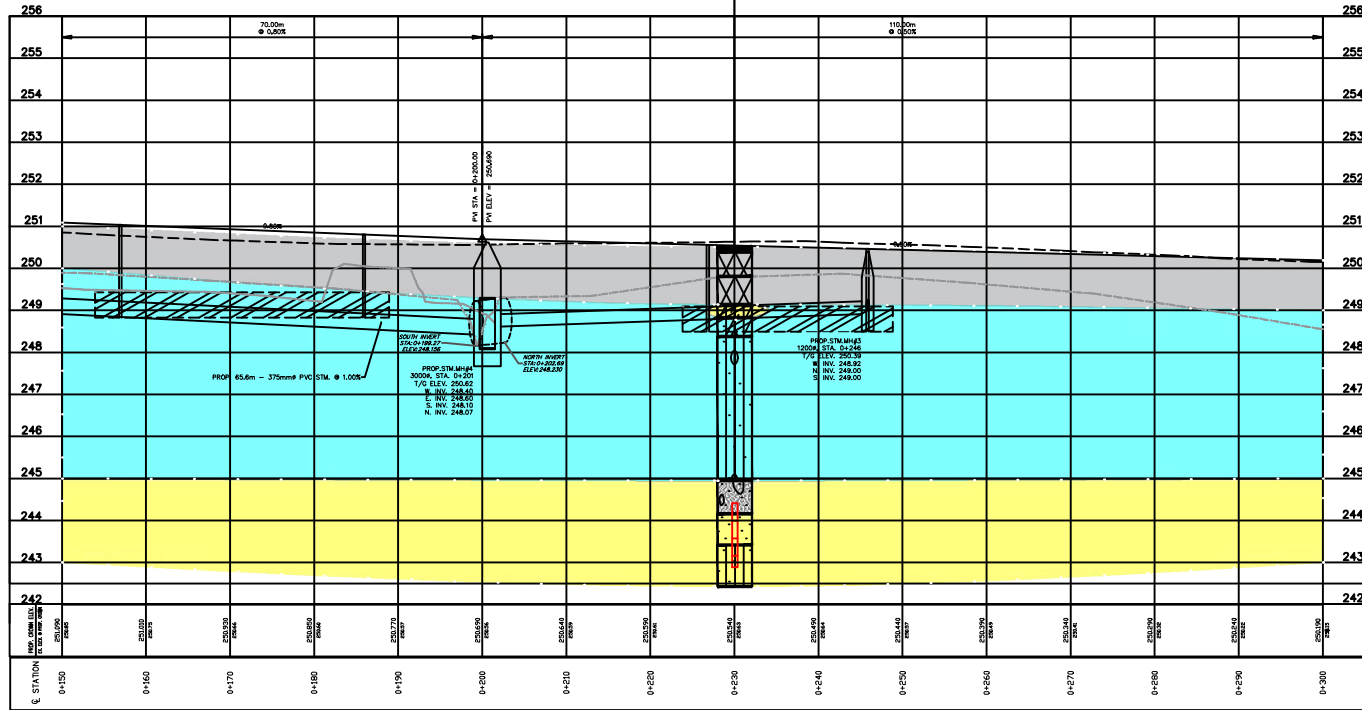 256
256
70.00m
@ 0.80%
110.00m
@ 0.50%
255
255
254
254
253
253
252
252
PVI STA = 0+200.00
PVI ELEV = 250.690
251
251
0.80%
0.50%
250
250
249
249
SOUTH INVERT
STA:0+199.27
ELEV:248.156
NORTH INVERT
STA:0+202.69
ELEV:248.230
PROP.STM.MH#3
1200ø, STA. 0+246
T/G ELEV. 250.39
W. INV. 248.92
N. INV. 249.00
S. INV. 249.00
248
248
PROP. 65.6m - 375mmø PVC STM. @ 1.00%
PROP.STM.MH#4
3000ø, STA. 0+201
T/G ELEV. 250.62
W. INV. 248.40
E. INV. 248.60
S. INV. 248.10
N. INV. 248.07
247
247
246
246
245
245
244
244
243
243
242
242
251.090
251.010
250.930
250.850
250.770
250.690
250.640
250.590
250.540
250.490
250.440
250.390
250.340
250.290
250.240
250.190
℄ STATION
0+150
0+160
0+170
0+180
0+190
0+200
0+210
0+220
0+230
0+240
0+250
0+260
0+270
0+280
0+290
0+300